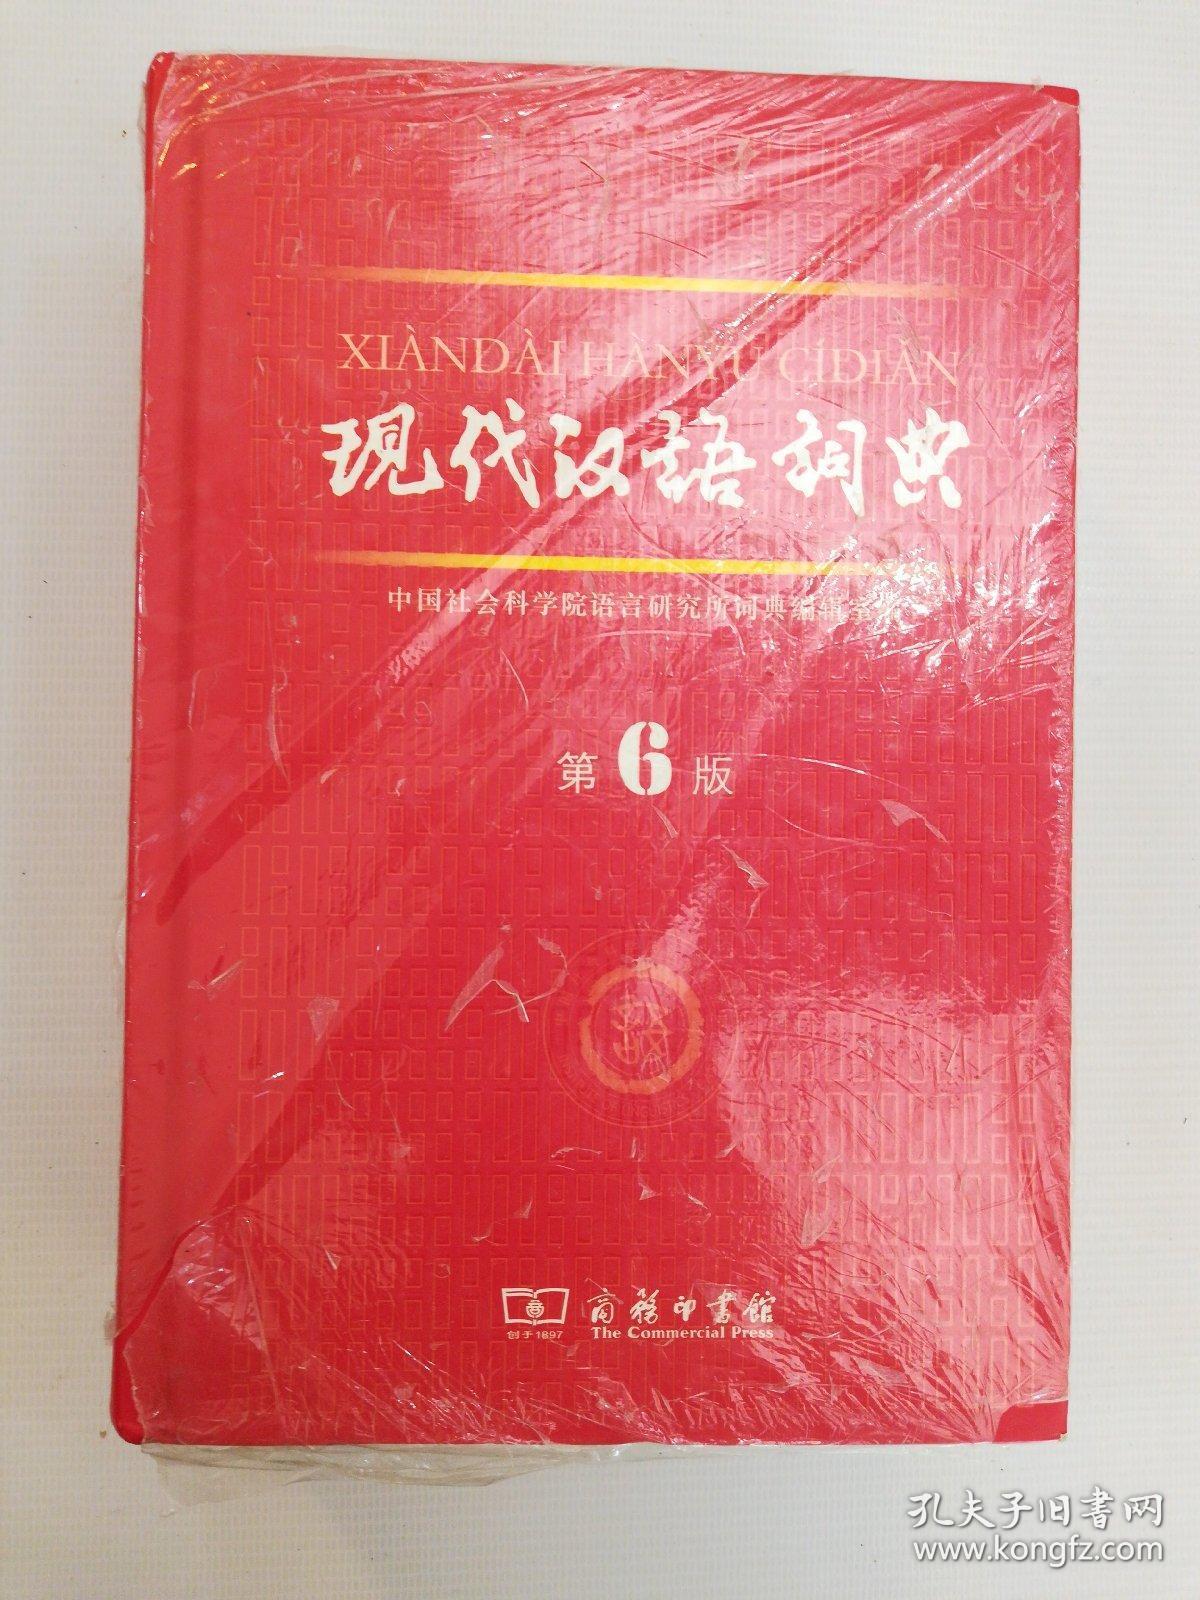 XIÀNDÀI HÀNYǓ CÍDIǍN
现代汉語词典
中国社会科学院语言研究所词典编辑室编
第6版
商務印書館
创于1897
The Commercial Press
孔夫子旧書网
www.kongfz.com